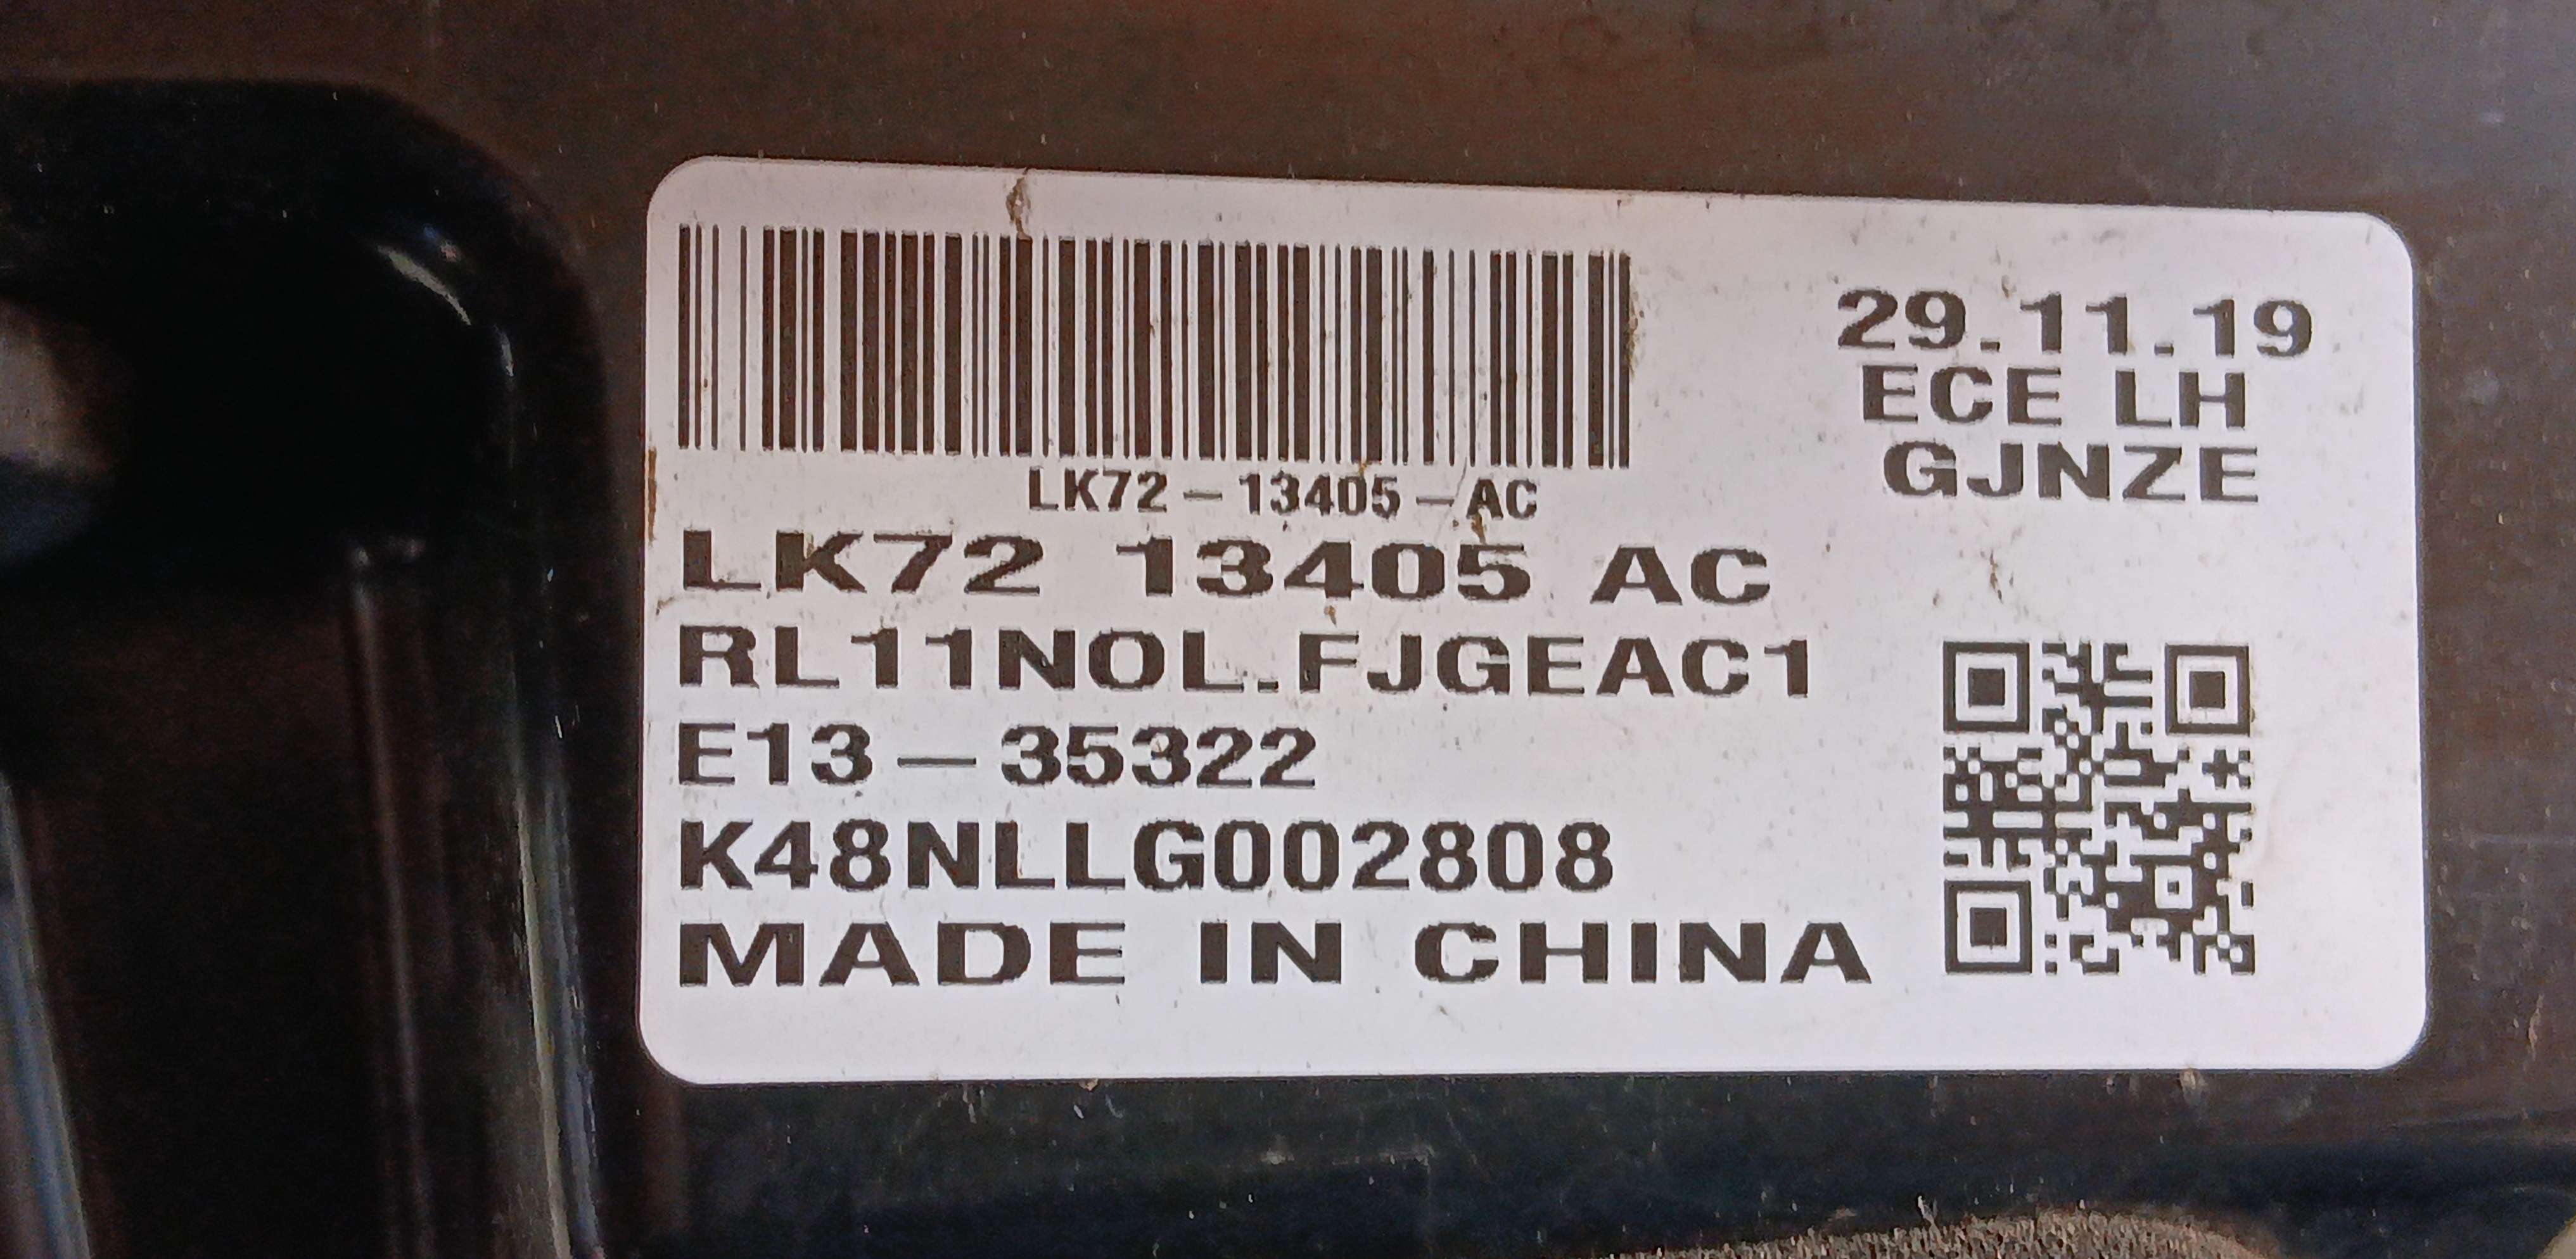 LK72-13405-AC
29.11.19
ECE LH
GJNZE
LK72 13405 AC
RL11NOL.FJGEAC1
E13-35322
K48NLLG002808
MADE IN CHINA